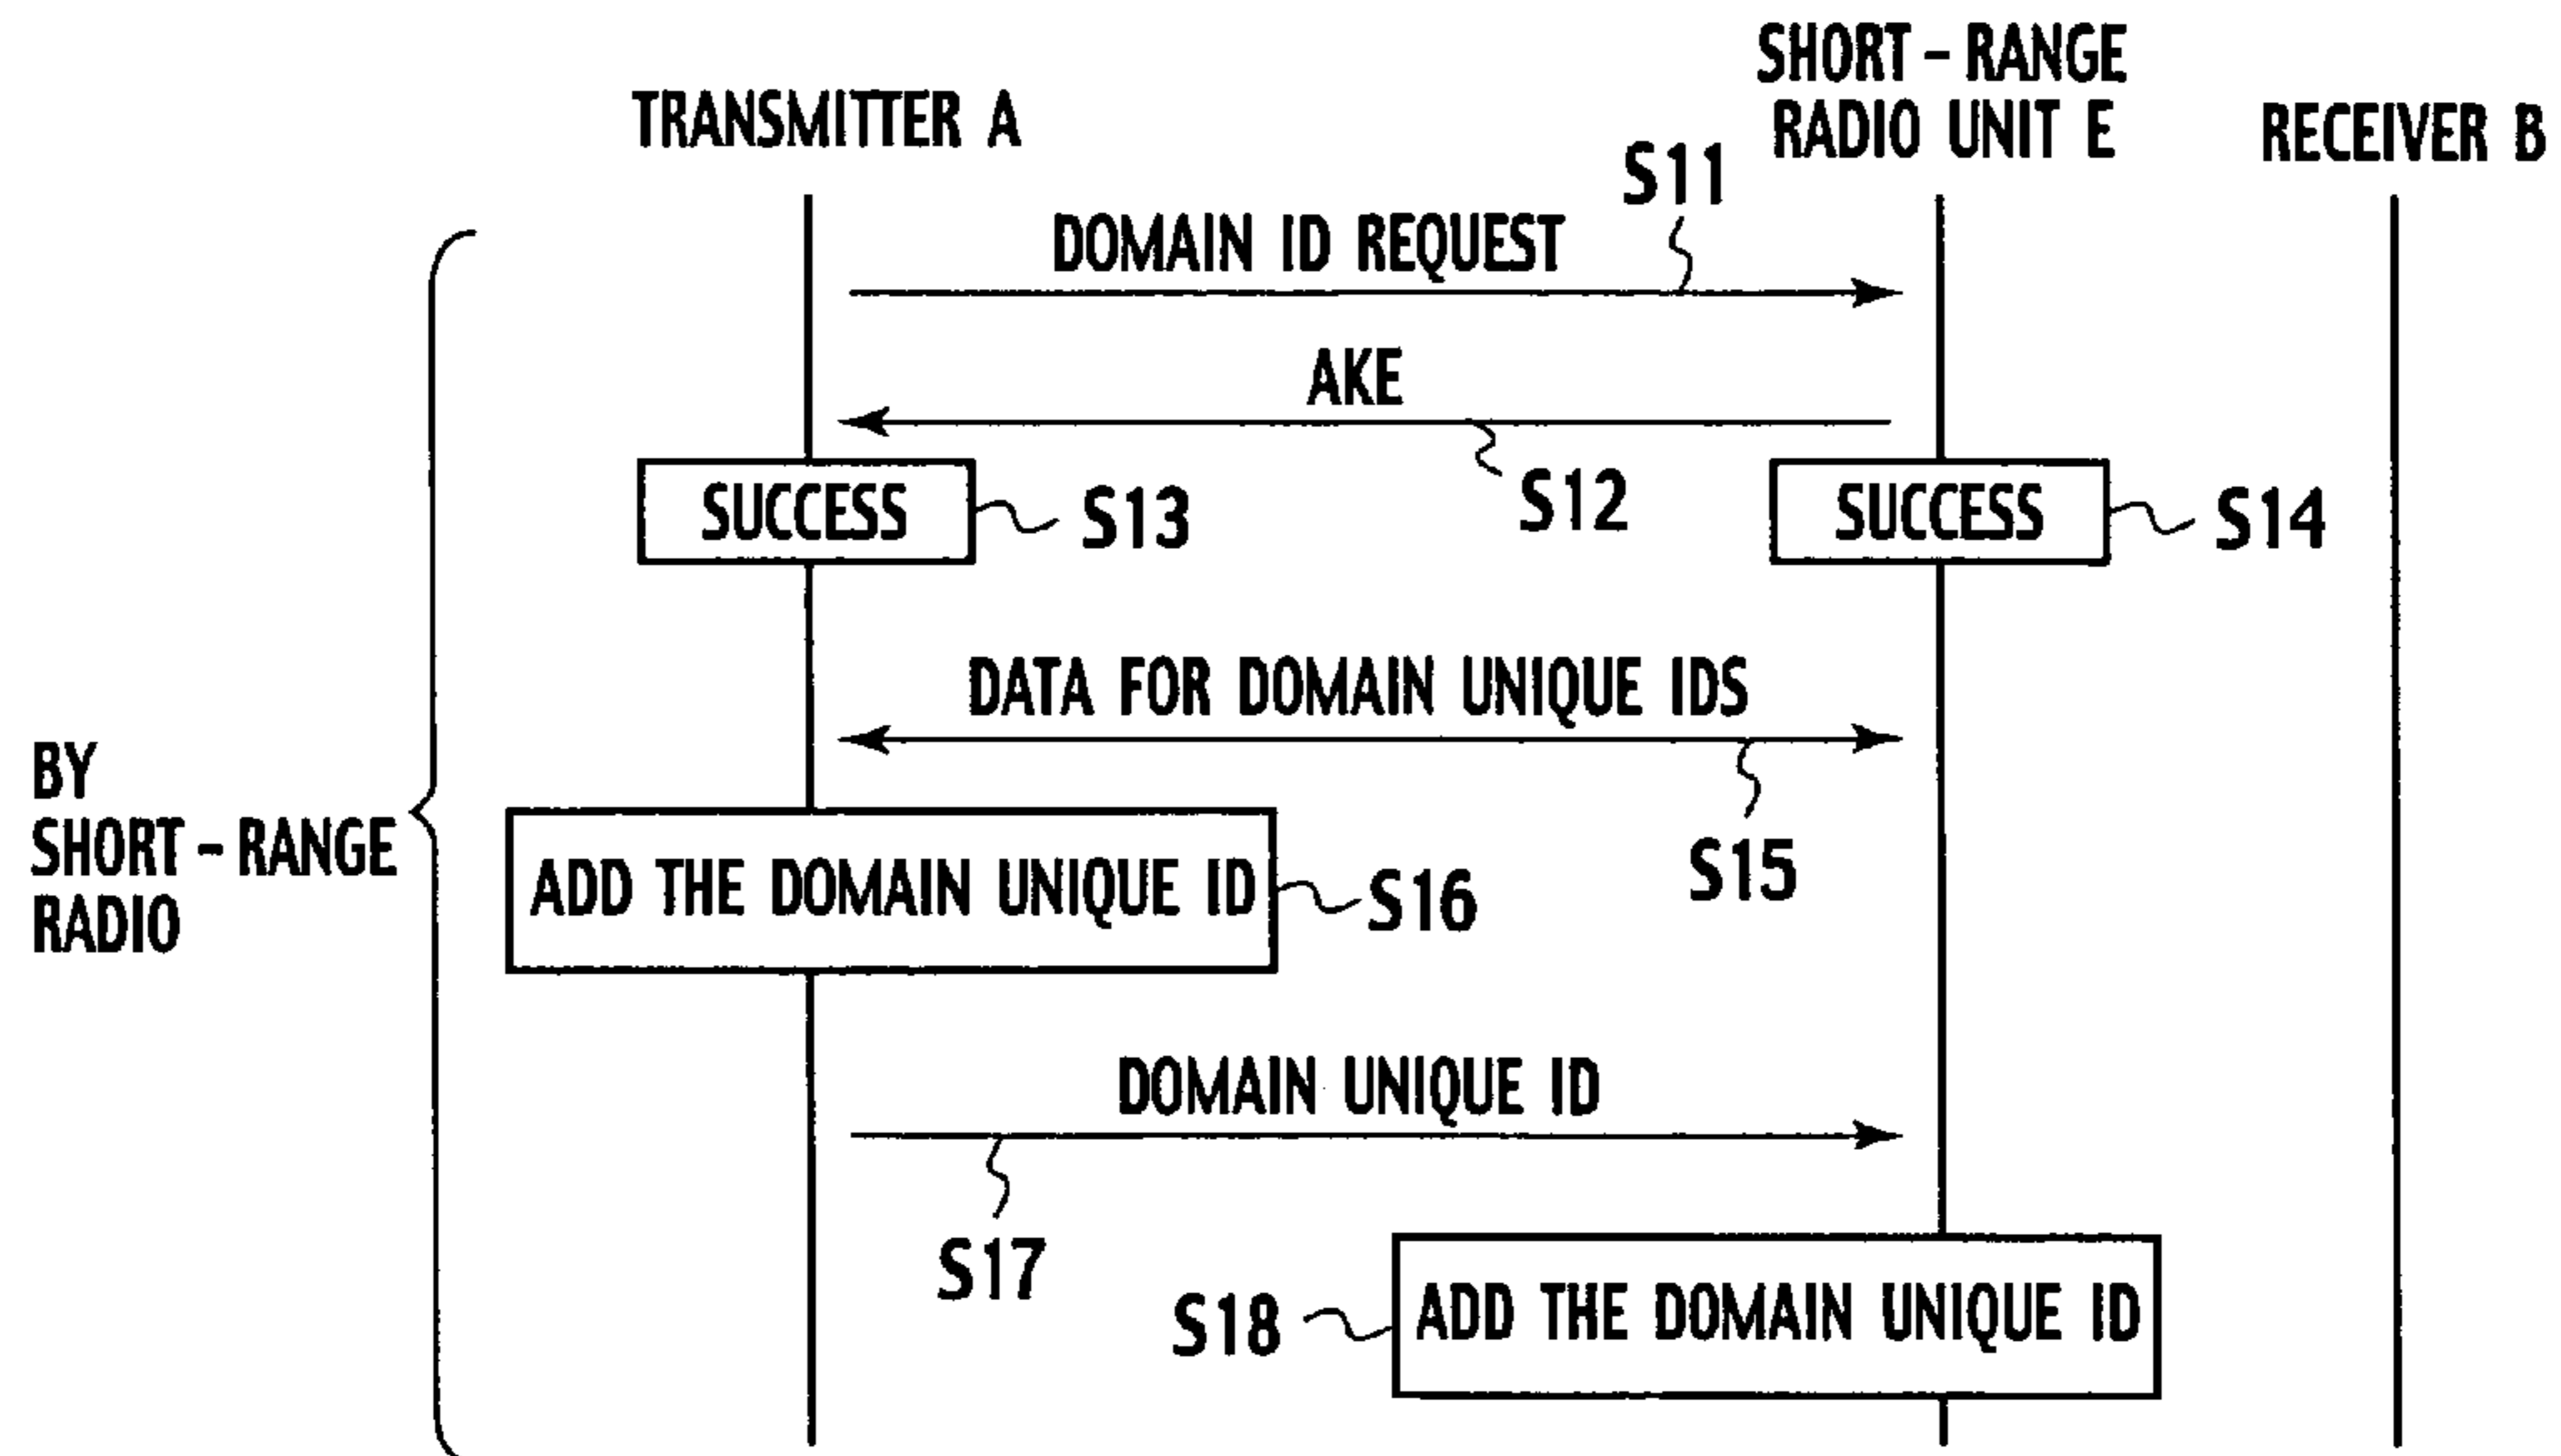 SHORT-RANGE
RADIO UNIT E
TRANSMITTER A
RECEIVER B
S11
DOMAIN ID REQUEST
AKE
S12
SUCCESS
S13
SUCCESS
S14
DATA FOR DOMAIN UNIQUE IDS
S15
BY
SHORT-RANGE
RADIO
ADD THE DOMAIN UNIQUE ID
S16
DOMAIN UNIQUE ID
S17
S18
ADD THE DOMAIN UNIQUE ID